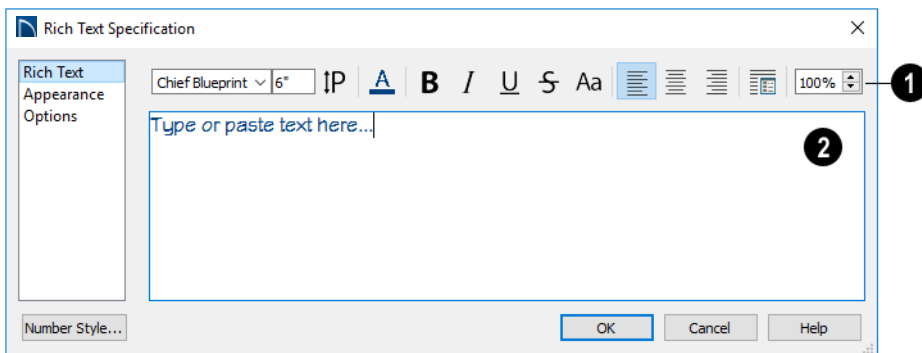 Rich Text Specification
Rich Text
Appearance
Options
Chief Blueprint 6" P A B I U S Aa 100% 1
Type or paste text here...
2
Number Style... OK Cancel Help